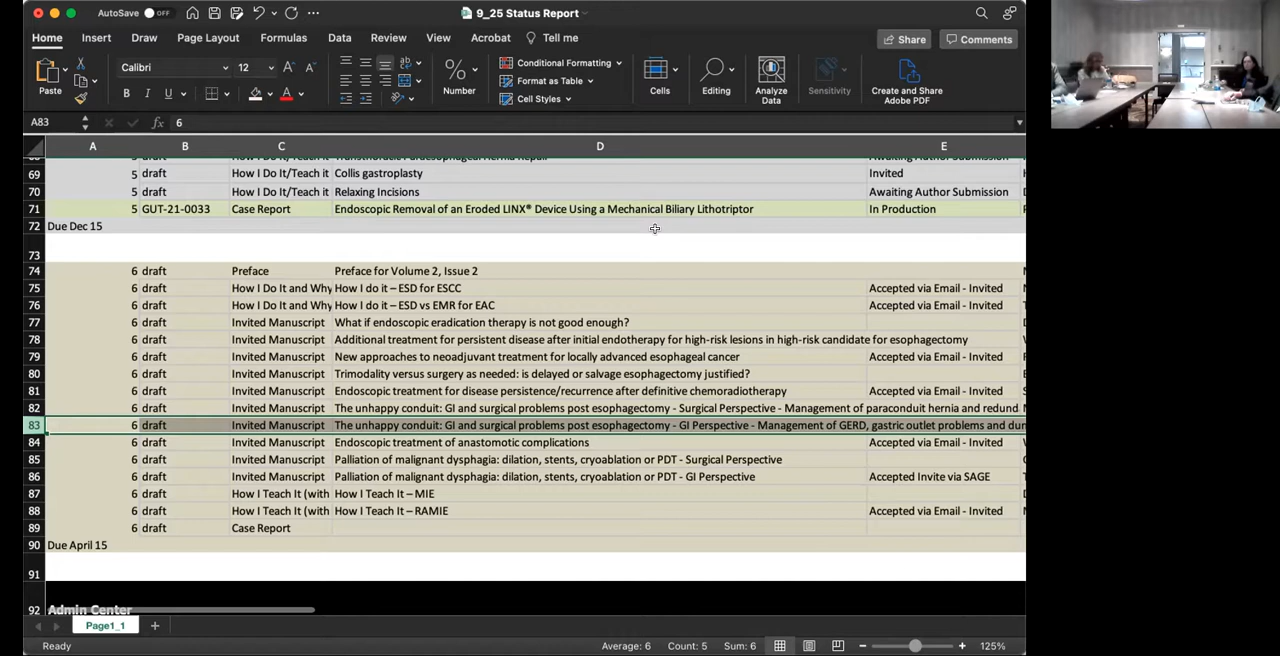 AutoSave OFF 9_25 Status Report
Home Insert Draw Page Layout Formulas Data Review View Acrobat Tell me Share Comments
Paste Calibri 12 Number Conditional Formatting Format as Table Cell Styles Cells Editing Analyze Data Sensitivity Create and Share Adobe PDF
A83 fx 6
A B C D E
69 5 draft How I Do It/Teach it Collis gastroplasty Invited
70 5 draft How I Do It/Teach it Relaxing Incisions Awaiting Author Submission
71 5 GUT-21-0033 Case Report Endoscopic Removal of an Eroded LINX® Device Using a Mechanical Biliary Lithotriptor In Production
72 Due Dec 15
73
74 6 draft Preface Preface for Volume 2, Issue 2
75 6 draft How I Do It and Why How I do it – ESD for ESCC Accepted via Email - Invited
76 6 draft How I Do It and Why How I do it – ESD vs EMR for EAC Accepted via Email - Invited
77 6 draft Invited Manuscript What if endoscopic eradication therapy is not good enough?
78 6 draft Invited Manuscript Additional treatment for persistent disease after initial endotherapy for high-risk lesions in high-risk candidate for esophagectomy
79 6 draft Invited Manuscript New approaches to neoadjuvant treatment for locally advanced esophageal cancer Accepted via Email - Invited
80 6 draft Invited Manuscript Trimodality versus surgery as needed: is delayed or salvage esophagectomy justified?
81 6 draft Invited Manuscript Endoscopic treatment for disease persistence/recurrence after definitive chemoradiotherapy Accepted via Email - Invited
82 6 draft Invited Manuscript The unhappy conduit: GI and surgical problems post esophagectomy - Surgical Perspective - Management of paraconduit hernia and redund
83 6 draft Invited Manuscript The unhappy conduit: GI and surgical problems post esophagectomy - GI Perspective - Management of GERD, gastric outlet problems and dum
84 6 draft Invited Manuscript Endoscopic treatment of anastomotic complications Accepted via Email - Invited
85 6 draft Invited Manuscript Palliation of malignant dysphagia: dilation, stents, cryoablation or PDT - Surgical Perspective
86 6 draft Invited Manuscript Palliation of malignant dysphagia: dilation, stents, cryoablation or PDT - GI Perspective Accepted Invite via SAGE
87 6 draft How I Teach It (with How I Teach It – MIE
88 6 draft How I Teach It (with How I Teach It – RAMIE Accepted via Email - Invited
89 6 draft Case Report
90 Due April 15
91
92 Admin Center
Page1_1
Ready Average: 6 Count: 5 Sum: 6 125%